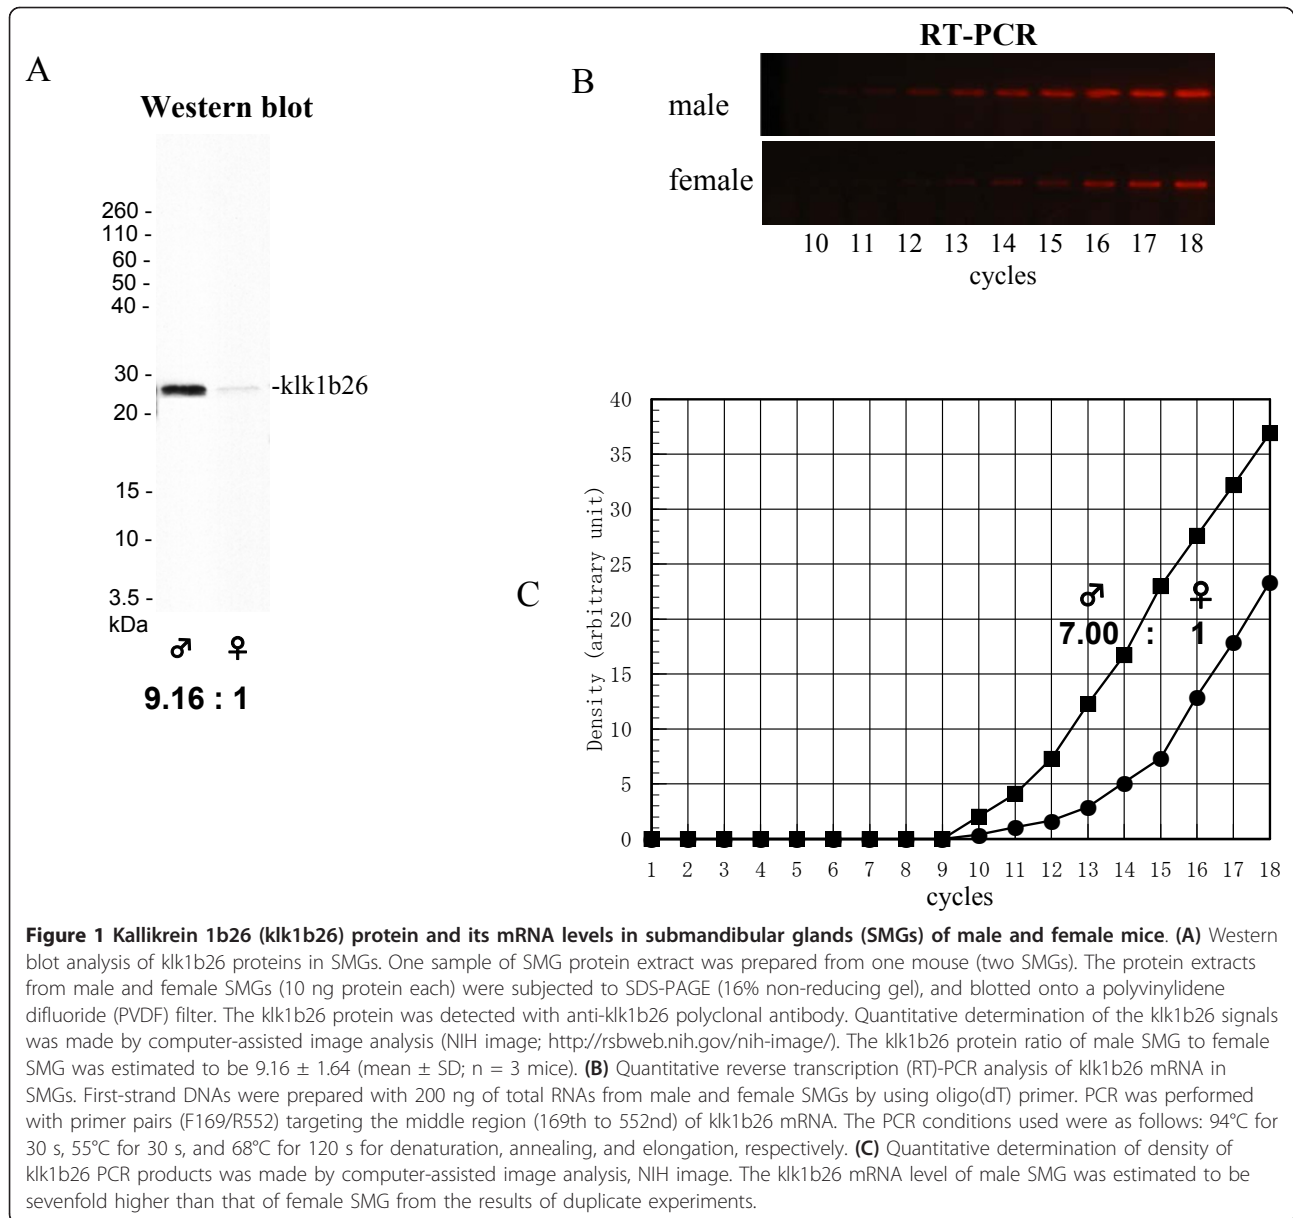 A
Western blot
260 -
110 -
60 -
50 -
40 -
30 -
-klk1b26
20 -
15 -
10 -
3.5 -
kDa
♂ ♀
9.16 : 1
B
RT-PCR
male
female
10 11 12 13 14 15 16 17 18
cycles
C
Density (arbitrary unit)
40
35
30
25
20
15
10
5
0
♂ ♀
7.00 : 1
1 2 3 4 5 6 7 8 9 10 11 12 13 14 15 16 17 18
cycles
Figure 1 Kallikrein 1b26 (klk1b26) protein and its mRNA levels in submandibular glands (SMGs) of male and female mice. (A) Western
blot analysis of klk1b26 proteins in SMGs. One sample of SMG protein extract was prepared from one mouse (two SMGs). The protein extracts
from male and female SMGs (10 ng protein each) were subjected to SDS-PAGE (16% non-reducing gel), and blotted onto a polyvinylidene
difluoride (PVDF) filter. The klk1b26 protein was detected with anti-klk1b26 polyclonal antibody. Quantitative determination of the klk1b26 signals
was made by computer-assisted image analysis (NIH image; http://rsbweb.nih.gov/nih-image/). The klk1b26 protein ratio of male SMG to female
SMG was estimated to be 9.16 ± 1.64 (mean ± SD; n = 3 mice). (B) Quantitative reverse transcription (RT)-PCR analysis of klk1b26 mRNA in
SMGs. First-strand DNAs were prepared with 200 ng of total RNAs from male and female SMGs by using oligo(dT) primer. PCR was performed
with primer pairs (F169/R552) targeting the middle region (169th to 552nd) of klk1b26 mRNA. The PCR conditions used were as follows: 94°C for
30 s, 55°C for 30 s, and 68°C for 120 s for denaturation, annealing, and elongation, respectively. (C) Quantitative determination of density of
klk1b26 PCR products was made by computer-assisted image analysis, NIH image. The klk1b26 mRNA level of male SMG was estimated to be
sevenfold higher than that of female SMG from the results of duplicate experiments.